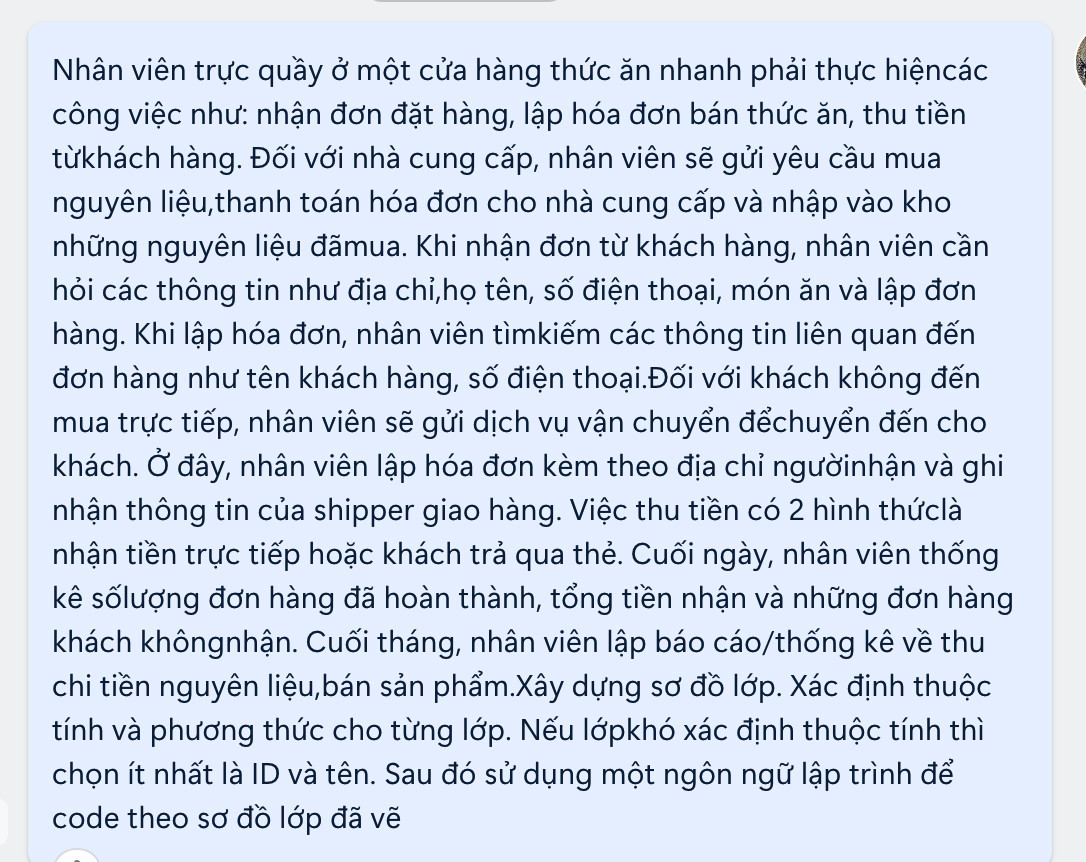 Nhân viên trực quầy ở một cửa hàng thức ăn nhanh phải thực hiệncác
công việc như: nhận đơn đặt hàng, lập hóa đơn bán thức ăn, thu tiền
từkhách hàng. Đối với nhà cung cấp, nhân viên sẽ gửi yêu cầu mua
nguyên liệu,thanh toán hóa đơn cho nhà cung cấp và nhập vào kho
những nguyên liệu đãmua. Khi nhận đơn từ khách hàng, nhân viên cần
hỏi các thông tin như địa chỉ,họ tên, số điện thoại, món ăn và lập đơn
hàng. Khi lập hóa đơn, nhân viên tìmkiếm các thông tin liên quan đến
đơn hàng như tên khách hàng, số điện thoại.Đối với khách không đến
mua trực tiếp, nhân viên sẽ gửi dịch vụ vận chuyển đểchuyển đến cho
khách. Ở đây, nhân viên lập hóa đơn kèm theo địa chỉ ngườinhận và ghi
nhận thông tin của shipper giao hàng. Việc thu tiền có 2 hình thứclà
nhận tiền trực tiếp hoặc khách trả qua thẻ. Cuối ngày, nhân viên thống
kê sốlượng đơn hàng đã hoàn thành, tổng tiền nhận và những đơn hàng
khách khôngnhận. Cuối tháng, nhân viên lập báo cáo/thống kê về thu
chi tiền nguyên liệu,bán sản phẩm.Xây dựng sơ đồ lớp. Xác định thuộc
tính và phương thức cho từng lớp. Nếu lớpkhó xác định thuộc tính thì
chọn ít nhất là ID và tên. Sau đó sử dụng một ngôn ngữ lập trình để
code theo sơ đồ lớp đã vẽ